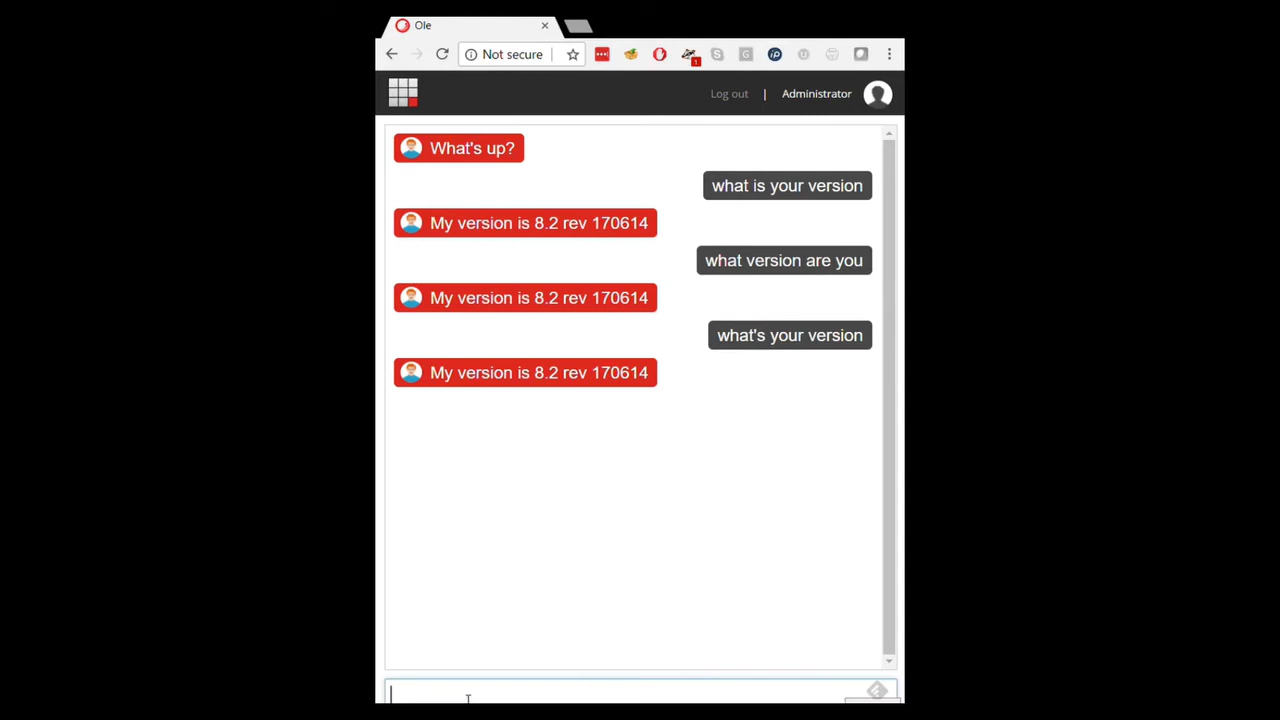 Ole
Not secure
1
Log out | Administrator
What's up?
what is your version
My version is 8.2 rev 170614
what version are you
My version is 8.2 rev 170614
what's your version
My version is 8.2 rev 170614